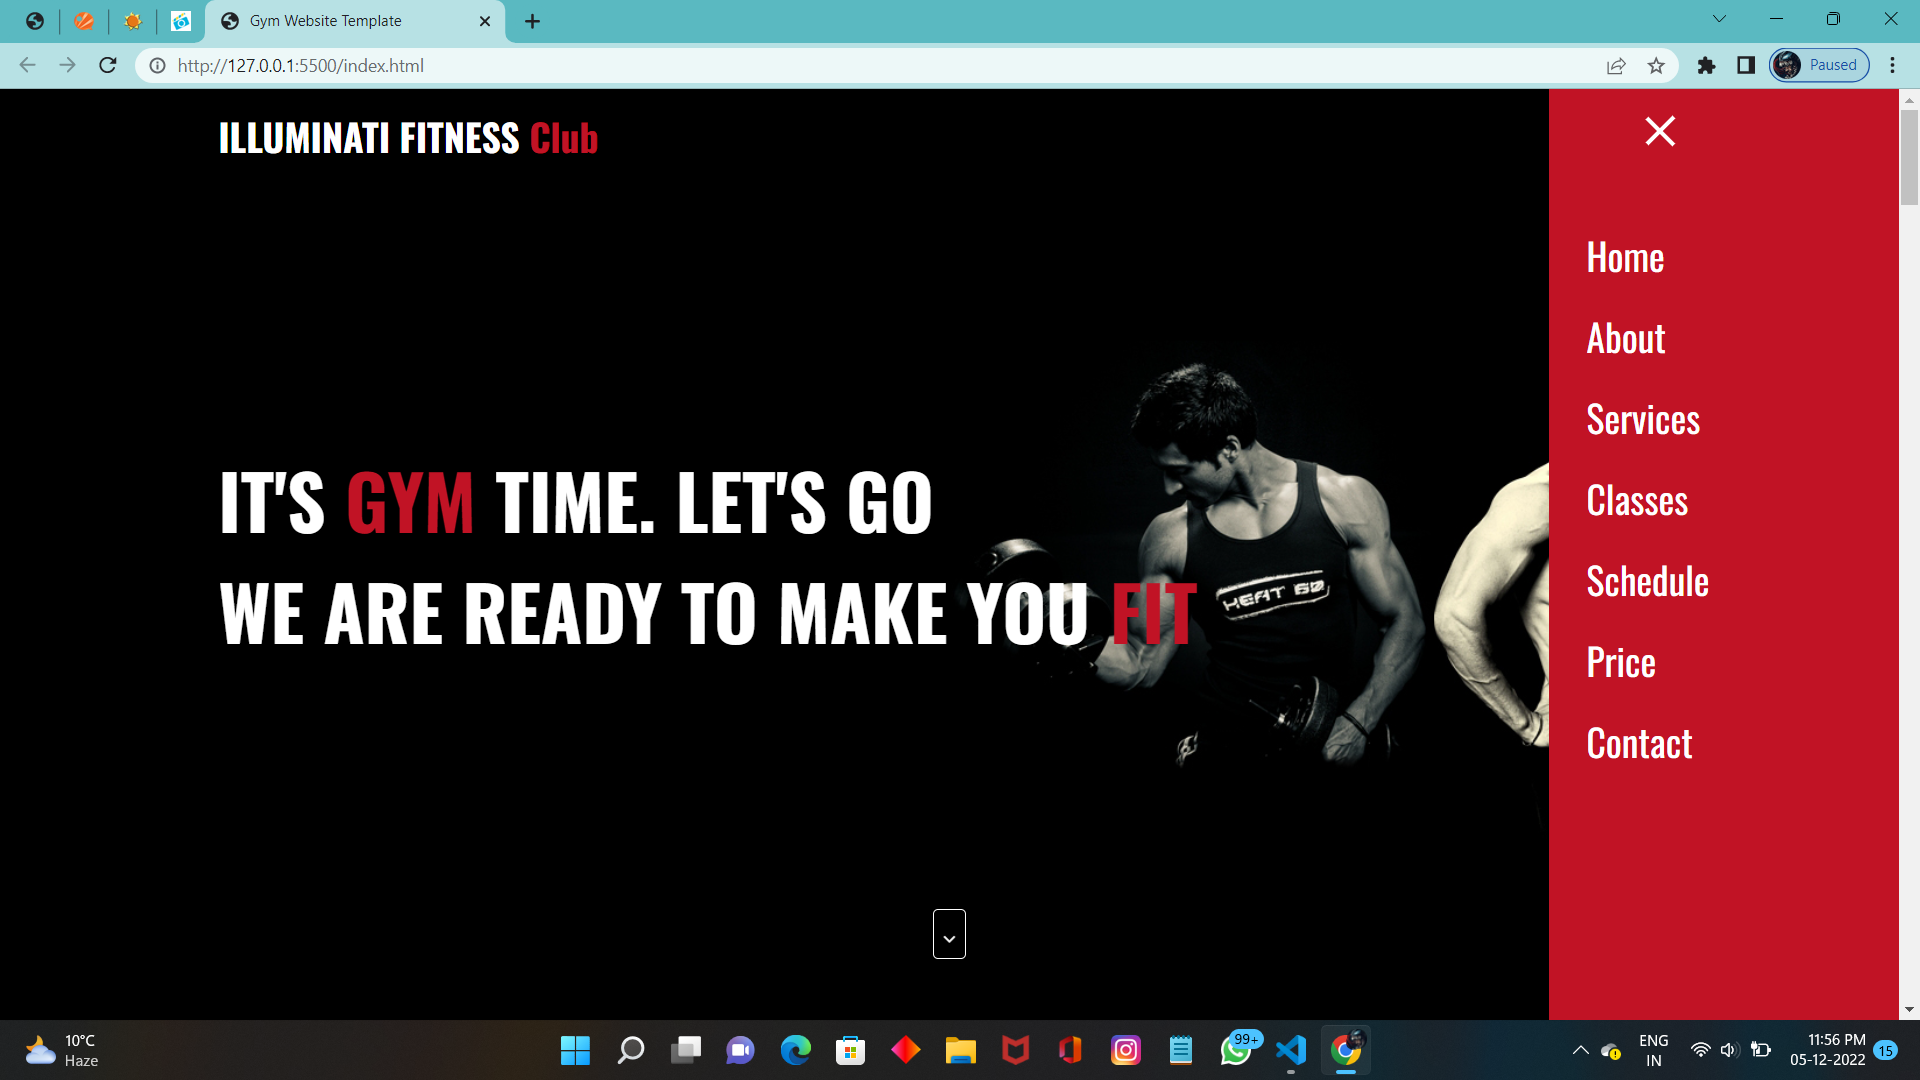 Gym Website Template
http://127.0.0.1:5500/index.html
Paused
ILLUMINATI FITNESS Club
Home
About
Services
Classes
Schedule
Price
Contact
IT'S GYM TIME. LET'S GO
WE ARE READY TO MAKE YOU FIT
HEAT 60
10°C
Haze
99+
ENG
IN
11:56 PM
05-12-2022
15